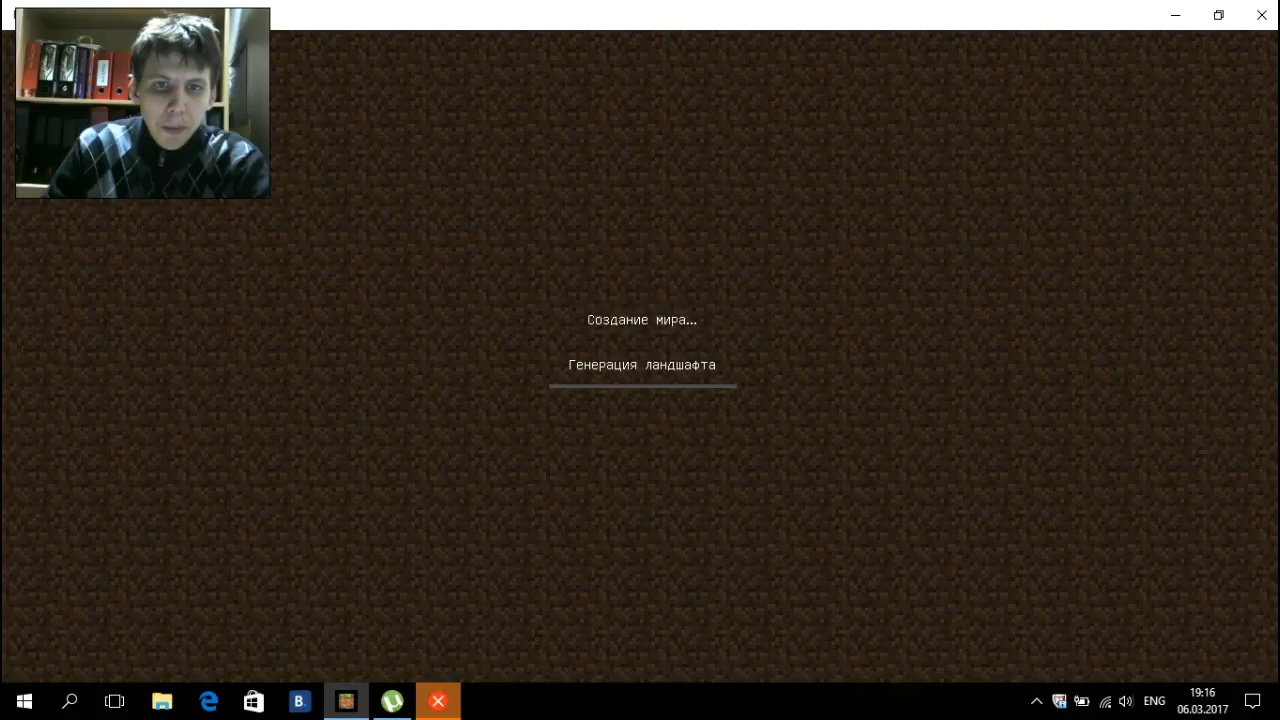 Создание мира...
Генерация ландшафта
B.
ENG
19:16
06.03.2017